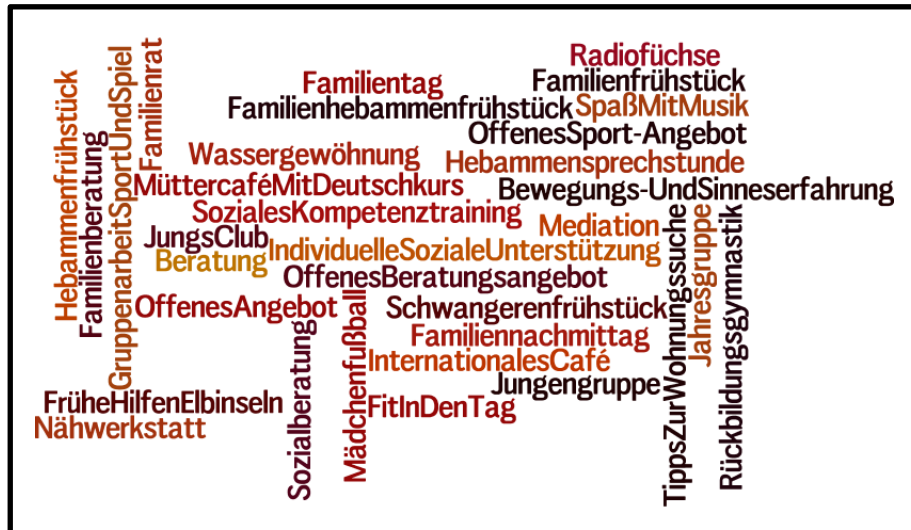 Radiofüchse
Familientag
Familienfrühstück
Familienhebammenfrühstück
SpaßMitMusik
OffenesSport-Angebot
Wassergewöhnung
Hebammensprechstunde
MüttercaféMitDeutschkurs
Bewegungs-UndSinneserfahrung
SozialesKompetenztraining
Mediation
JungsClub
IndividuelleSozialeUnterstützung
Beratung
OffenesBeratungsangebot
OffenesAngebot
Schwangerenfrühstück
Familiennachmittag
InternationalesCafé
Jungengruppe
FrüheHilfenElbinseln
FitInDenTag
Nähwerkstatt
Hebammenfrühstück
Familienberatung
GruppenarbeitSportUndSpiel
Familienrat
Sozialberatung
Mädchenfußball
TippsZurWohnungssuche
Jahresgruppe
Rückbildungsgymnastik